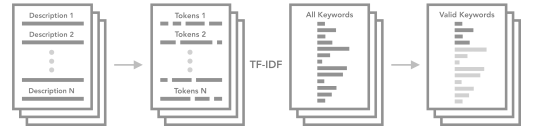 Description 1
Description 2
Description N
Tokens 1
Tokens 2
Tokens N
TF-IDF
All Keywords
Valid Keywords